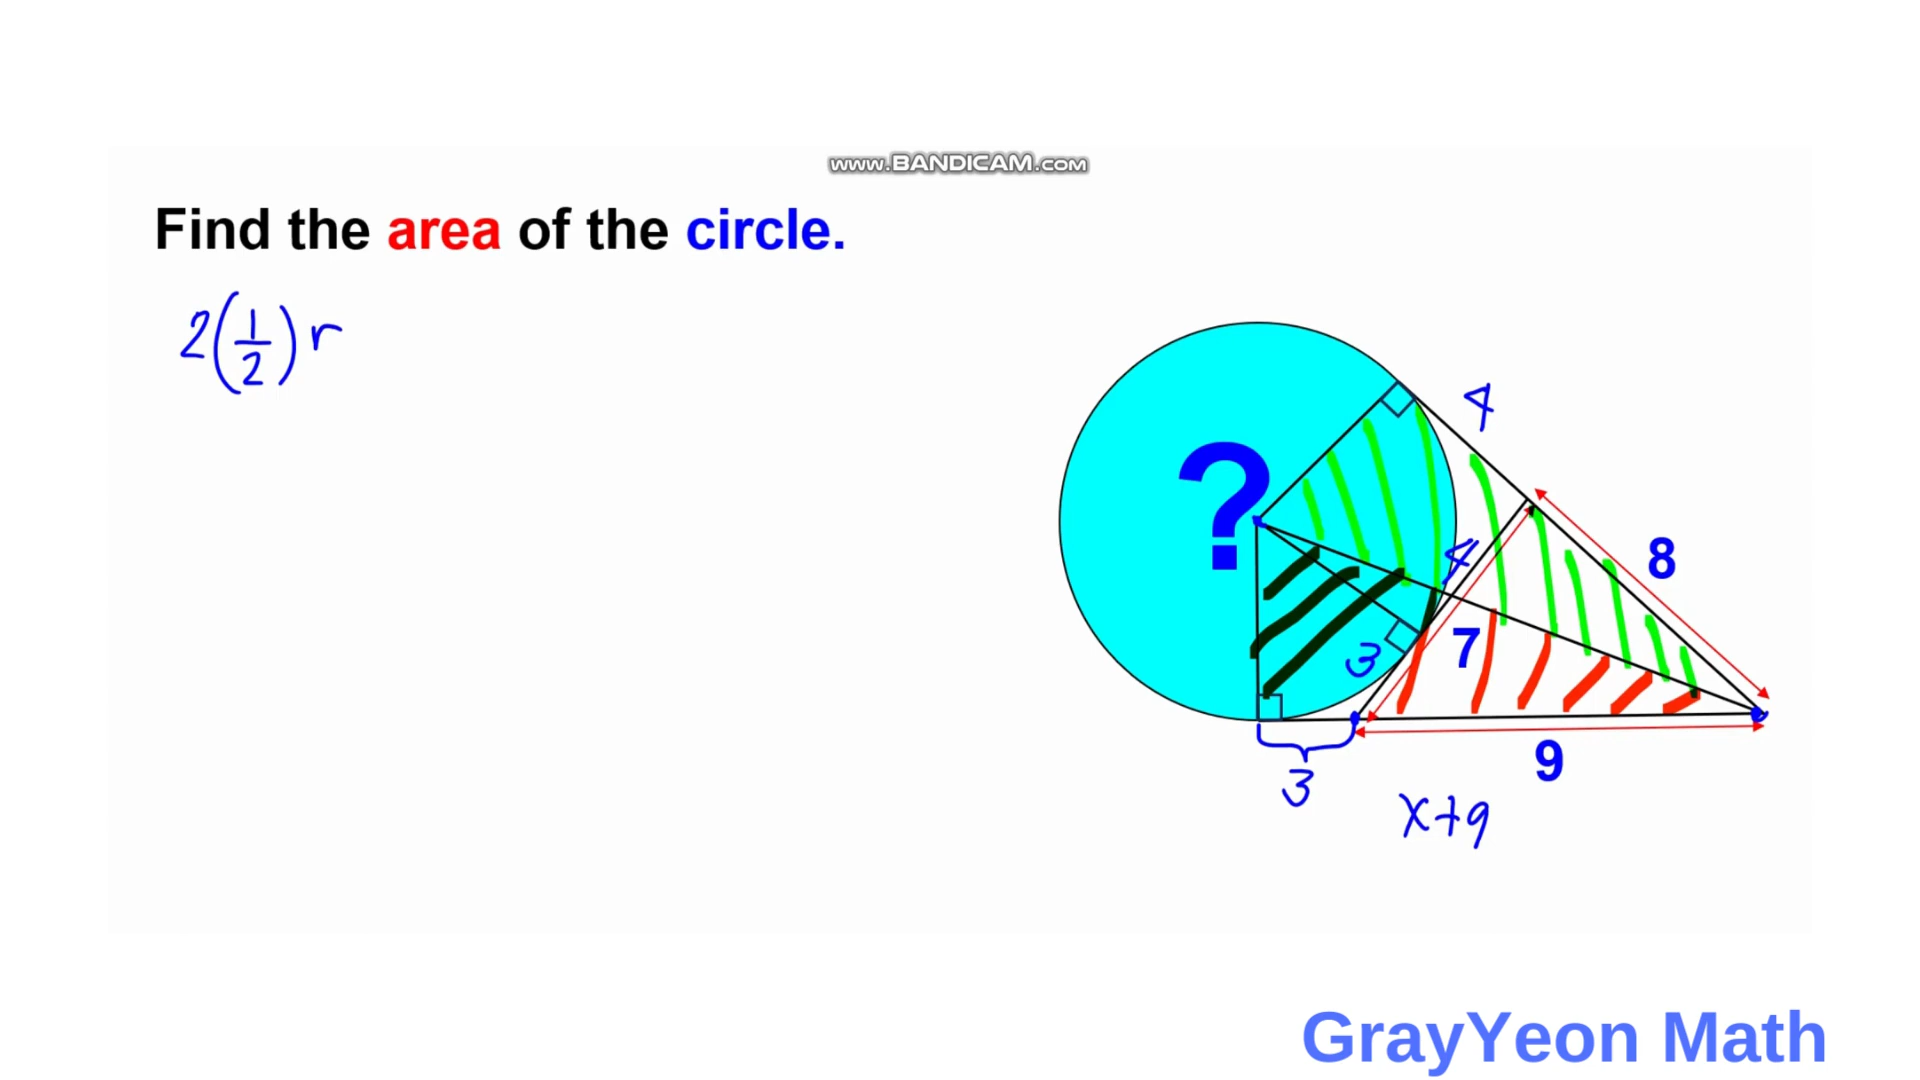 www.BANDICAM.com
Find the area of the circle.
2(1/2)r
?
4
4
8
7
3
9
3
x+9
GrayYeon Math